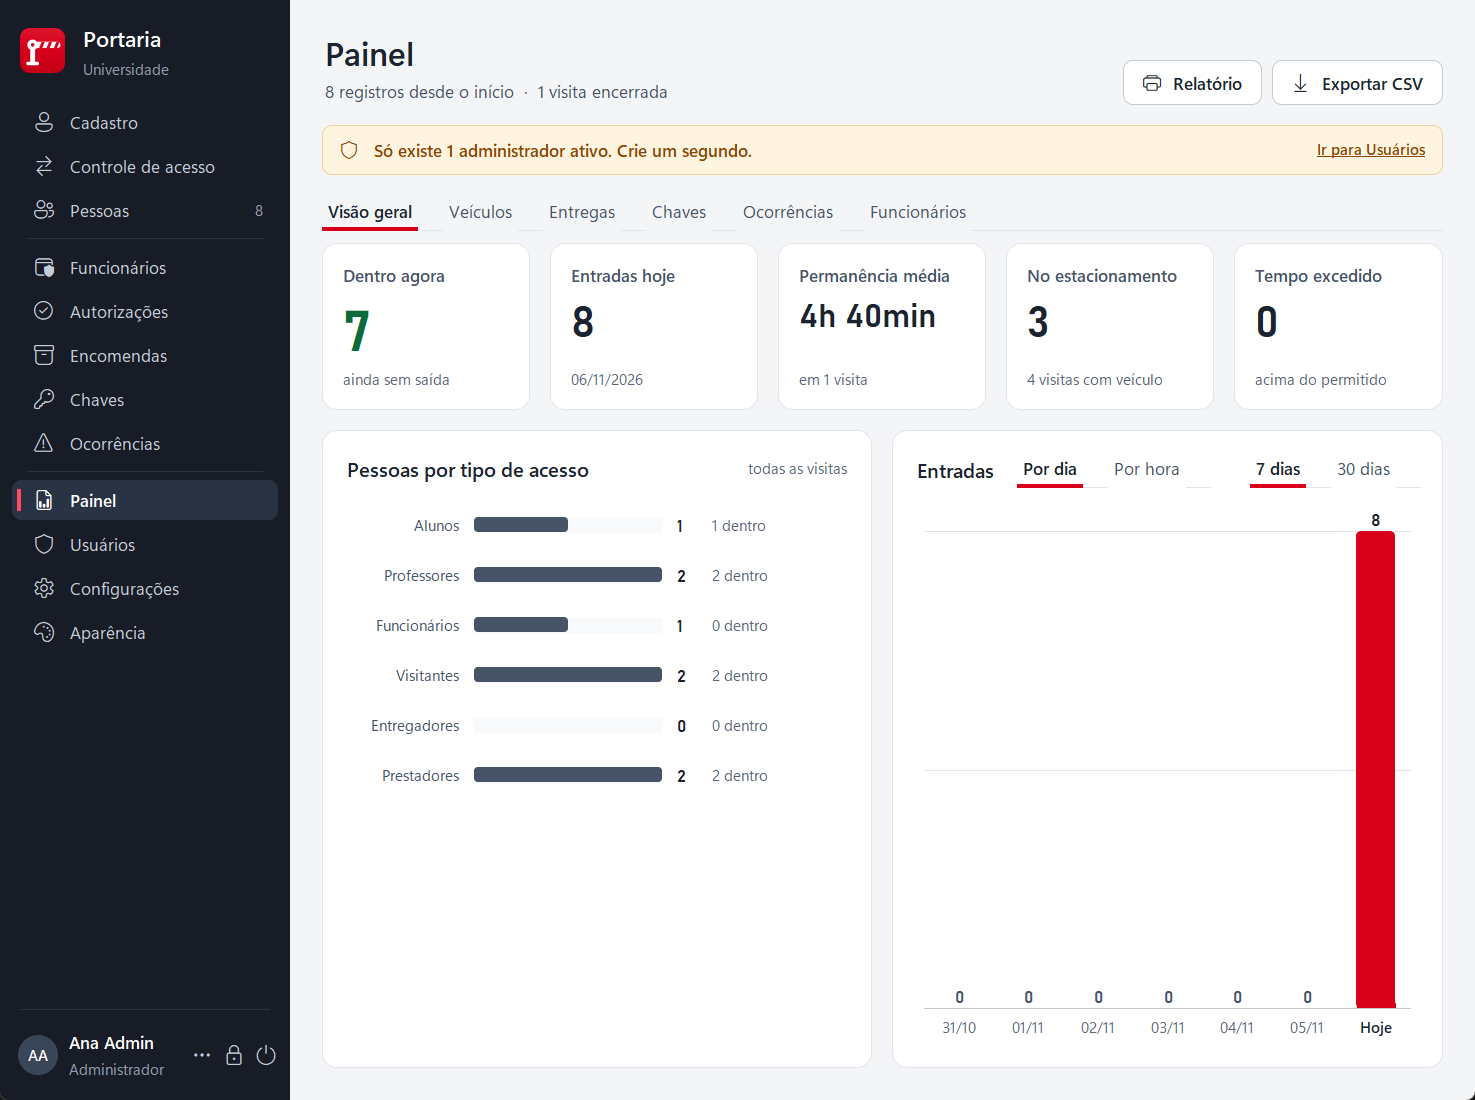 Portaria
Universidade
Cadastro
Controle de acesso
Pessoas 8
Funcionários
Autorizações
Encomendas
Chaves
Ocorrências
Painel
Usuários
Configurações
Aparência
AA
Ana Admin
Administrador
Painel
8 registros desde o início · 1 visita encerrada
Relatório
Exportar CSV
Só existe 1 administrador ativo. Crie um segundo.
Ir para Usuários
Visão geral Veículos Entregas Chaves Ocorrências Funcionários
Dentro agora
7
ainda sem saída
Entradas hoje
8
06/11/2026
Permanência média
4h 40min
em 1 visita
No estacionamento
3
4 visitas com veículo
Tempo excedido
0
acima do permitido
Pessoas por tipo de acesso
todas as visitas
Alunos 1 1 dentro
Professores 2 2 dentro
Funcionários 1 0 dentro
Visitantes 2 2 dentro
Entregadores 0 0 dentro
Prestadores 2 2 dentro
Entradas
Por dia Por hora
7 dias 30 dias
8
0 0 0 0 0 0
31/10 01/11 02/11 03/11 04/11 05/11 Hoje